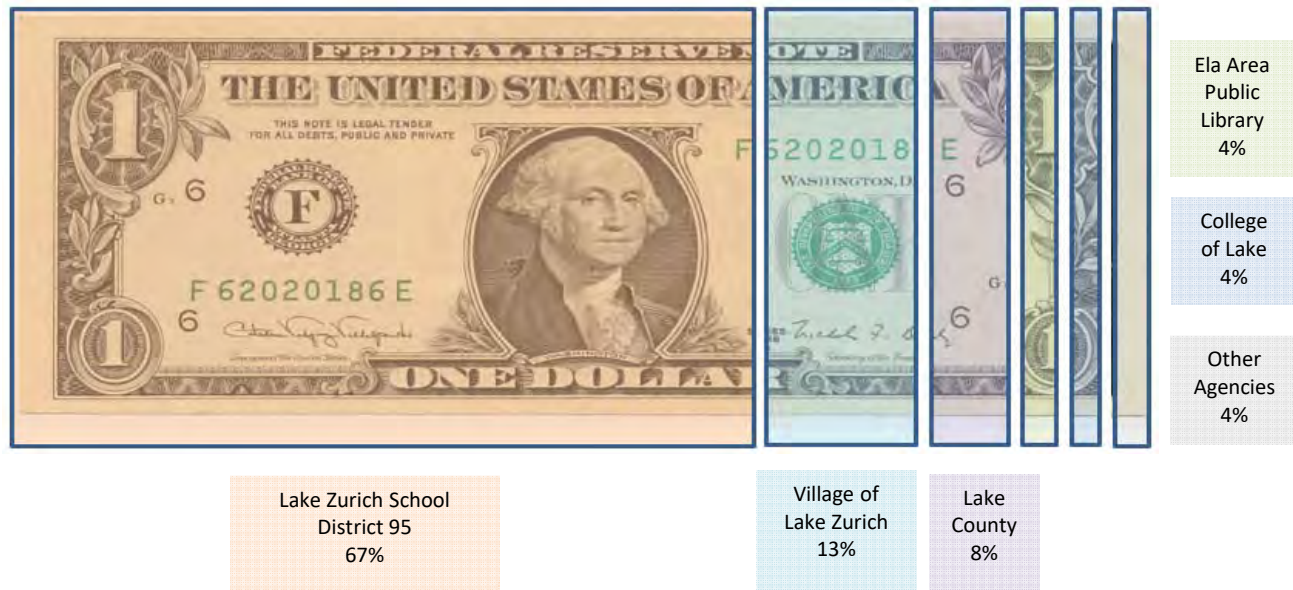 FEDERAL RESERVE NOTE
THE UNITED STATES OF AMERICA
THIS NOTE IS LEGAL TENDER
FOR ALL DEBTS, PUBLIC AND PRIVATE
F 6202018 E
WASHINGTON, D
6
6
F
F 62020186 E
6
6
ONE DOLLAR
1
1
Ela Area
Public
Library
4%
College
of Lake
4%
Other
Agencies
4%
Lake Zurich School
District 95
67%
Village of
Lake Zurich
13%
Lake
County
8%